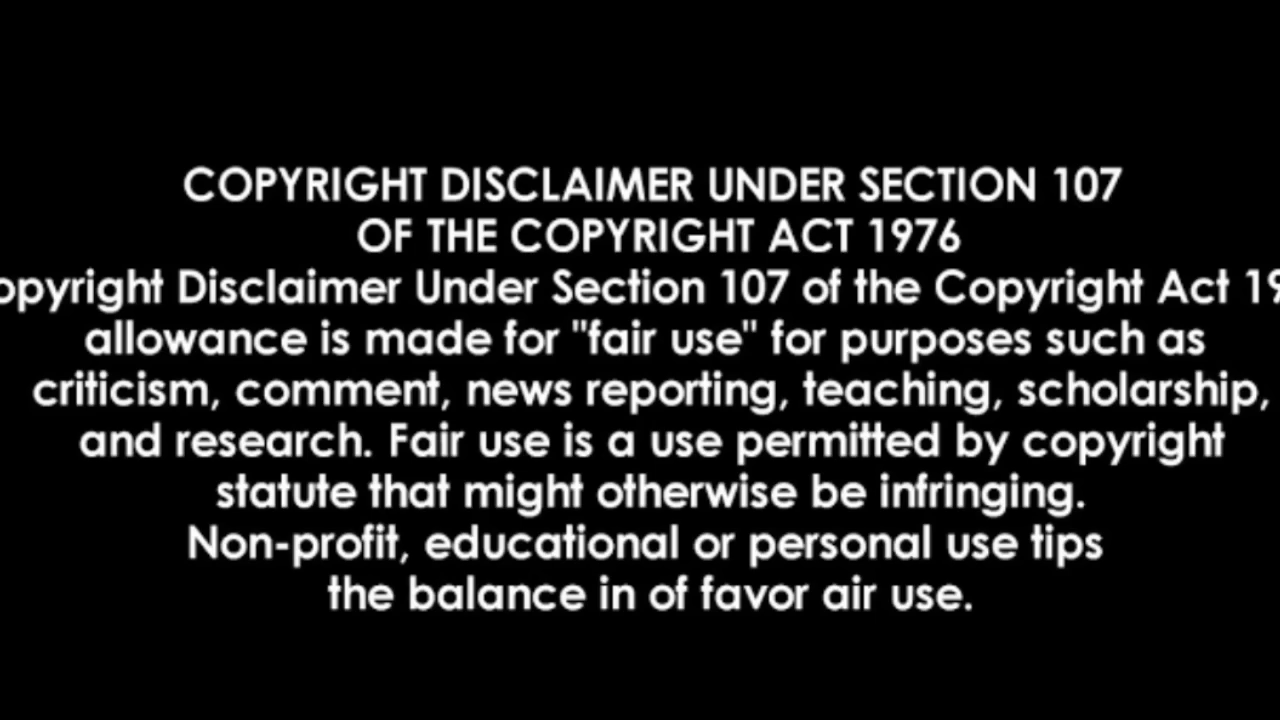 COPYRIGHT DISCLAIMER UNDER SECTION 107
OF THE COPYRIGHT ACT 1976
opyright Disclaimer Under Section 107 of the Copyright Act 19
allowance is made for "fair use" for purposes such as
criticism, comment, news reporting, teaching, scholarship,
and research. Fair use is a use permitted by copyright
statute that might otherwise be infringing.
Non-profit, educational or personal use tips
the balance in of favor air use.